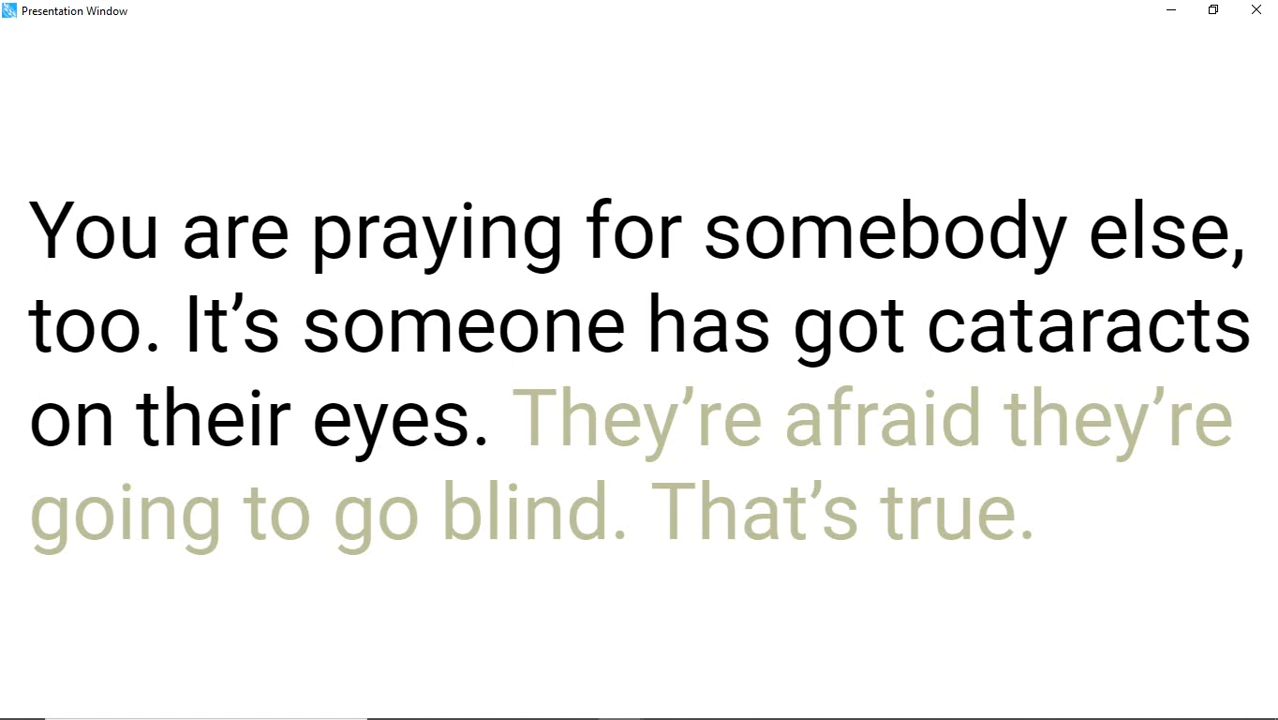 Presentation Window
You are praying for somebody else,
too. It’s someone has got cataracts
on their eyes. They’re afraid they’re
going to go blind. That’s true.